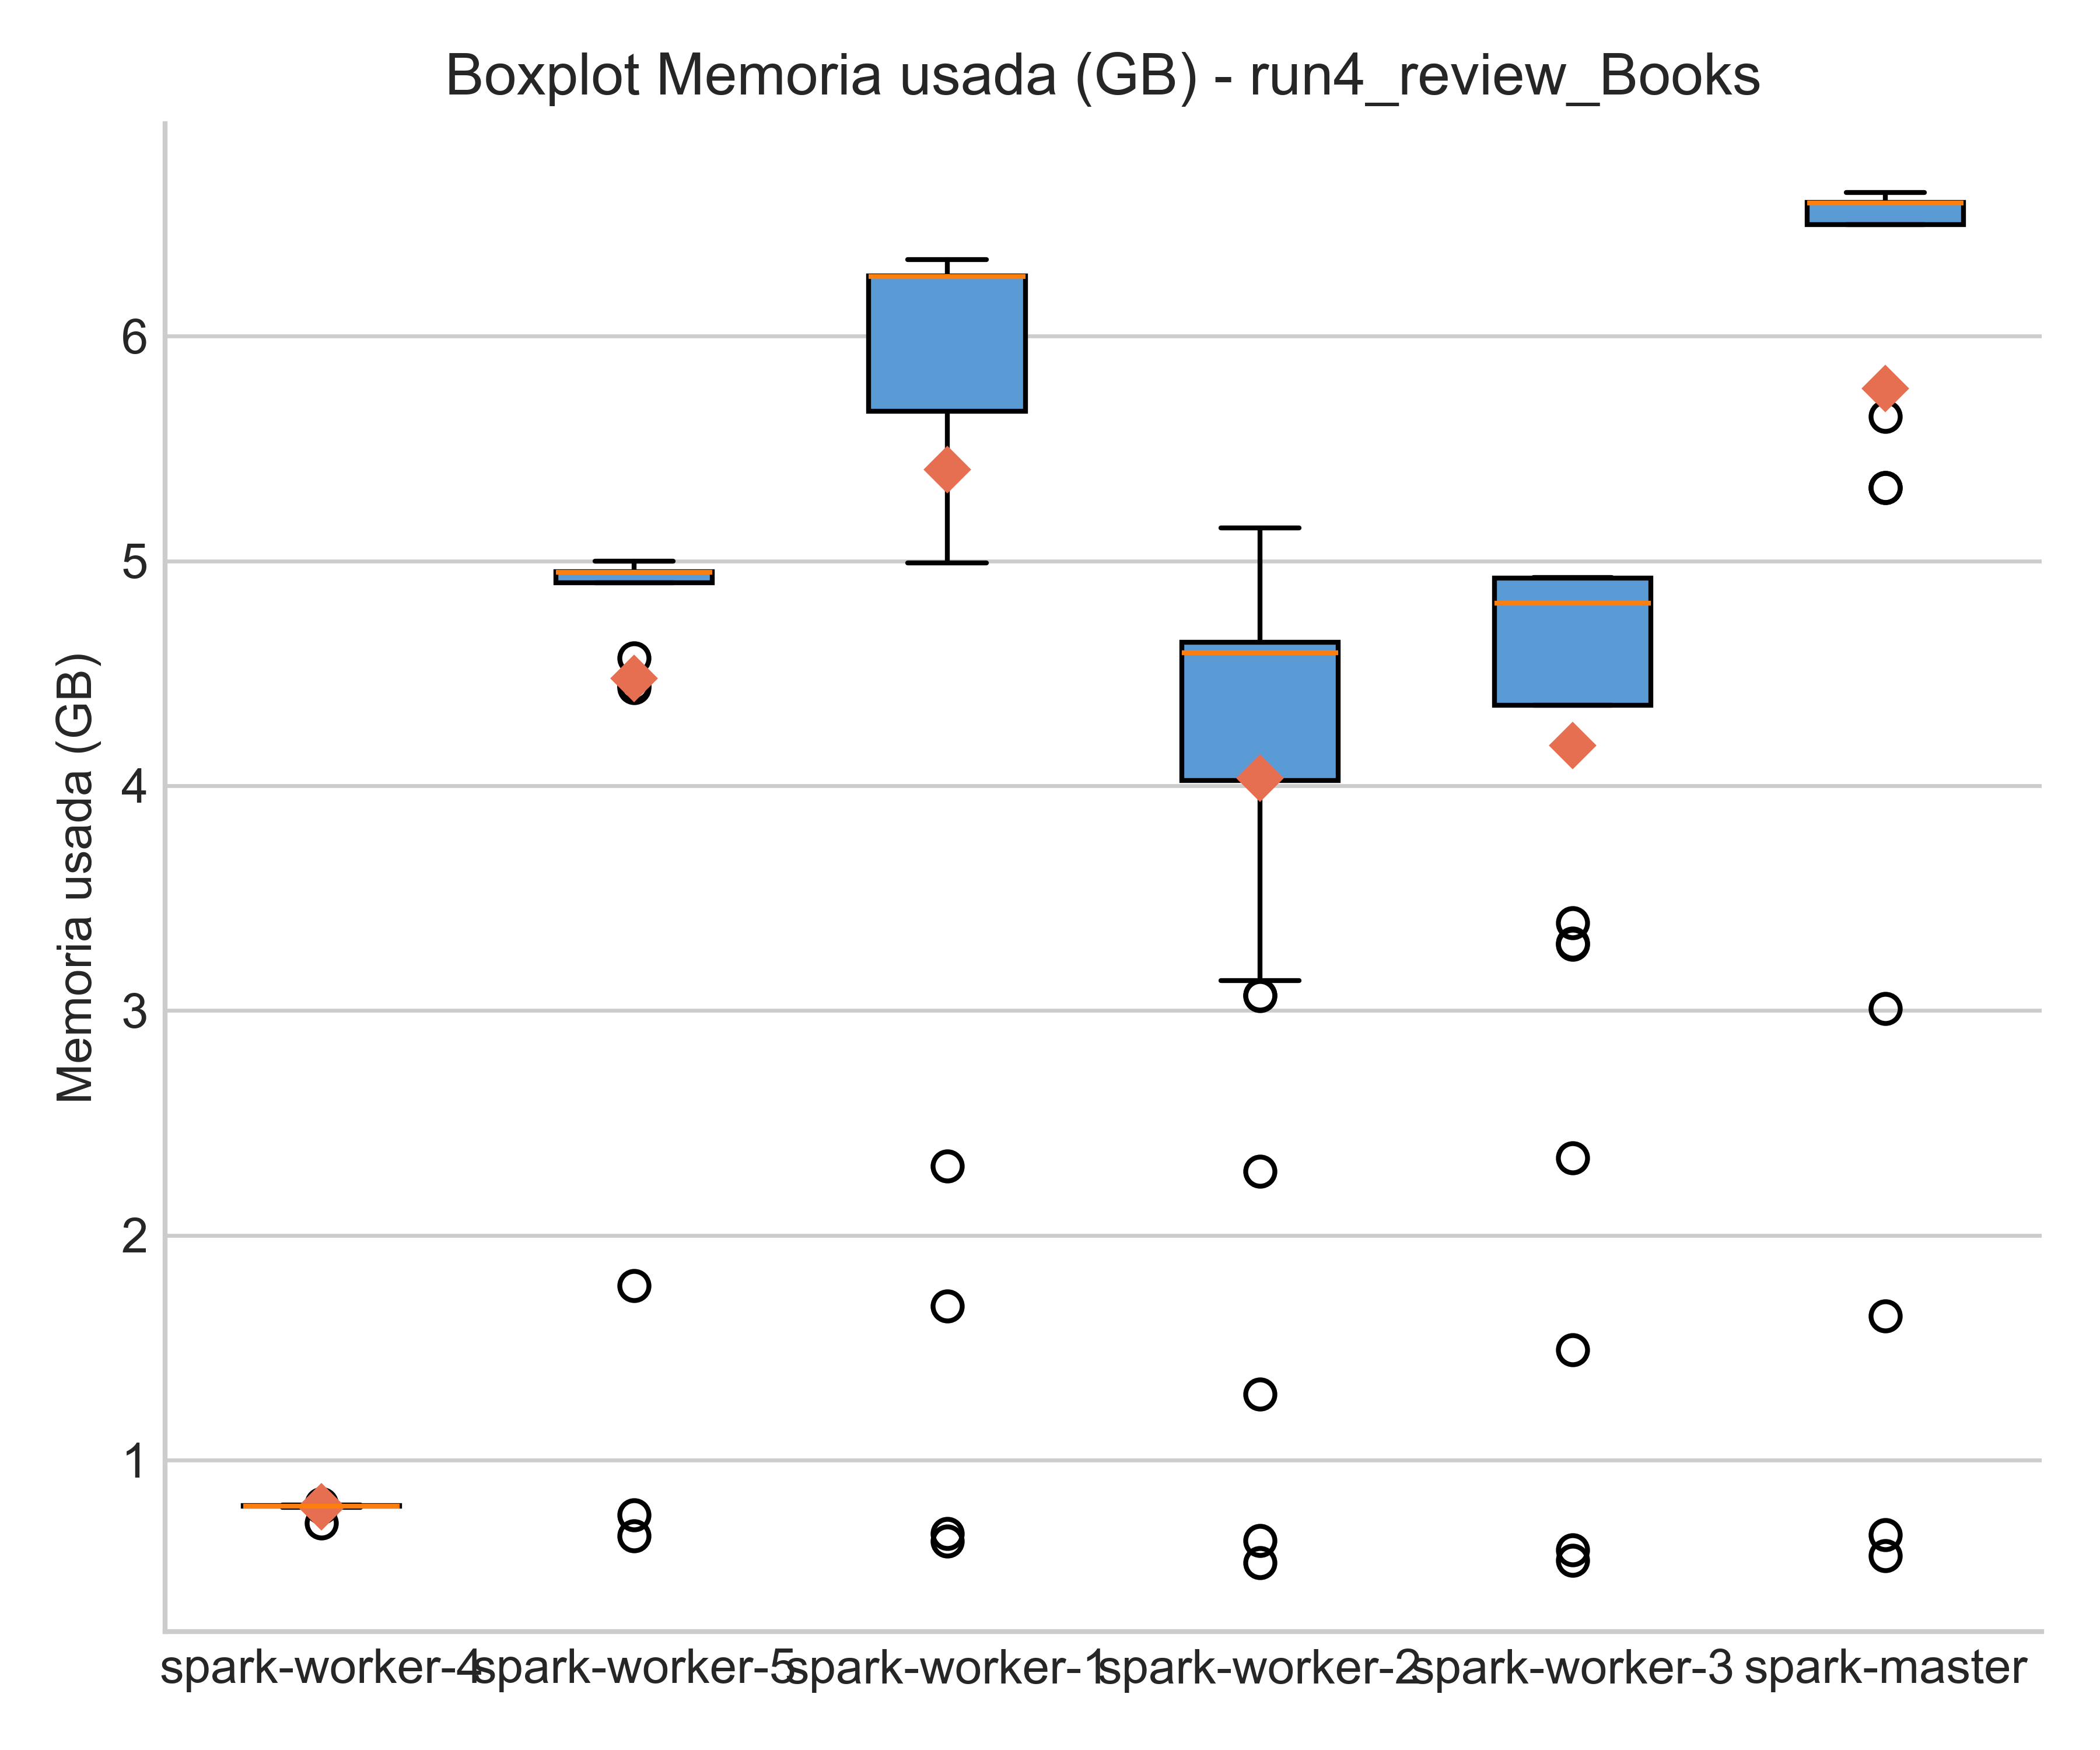 Boxplot Memoria usada (GB) - run4_review_Books
Memoria usada (GB)
6
5
4
3
2
1
spark-worker-4
spark-worker-5
spark-worker-1
spark-worker-2
spark-worker-3
spark-master